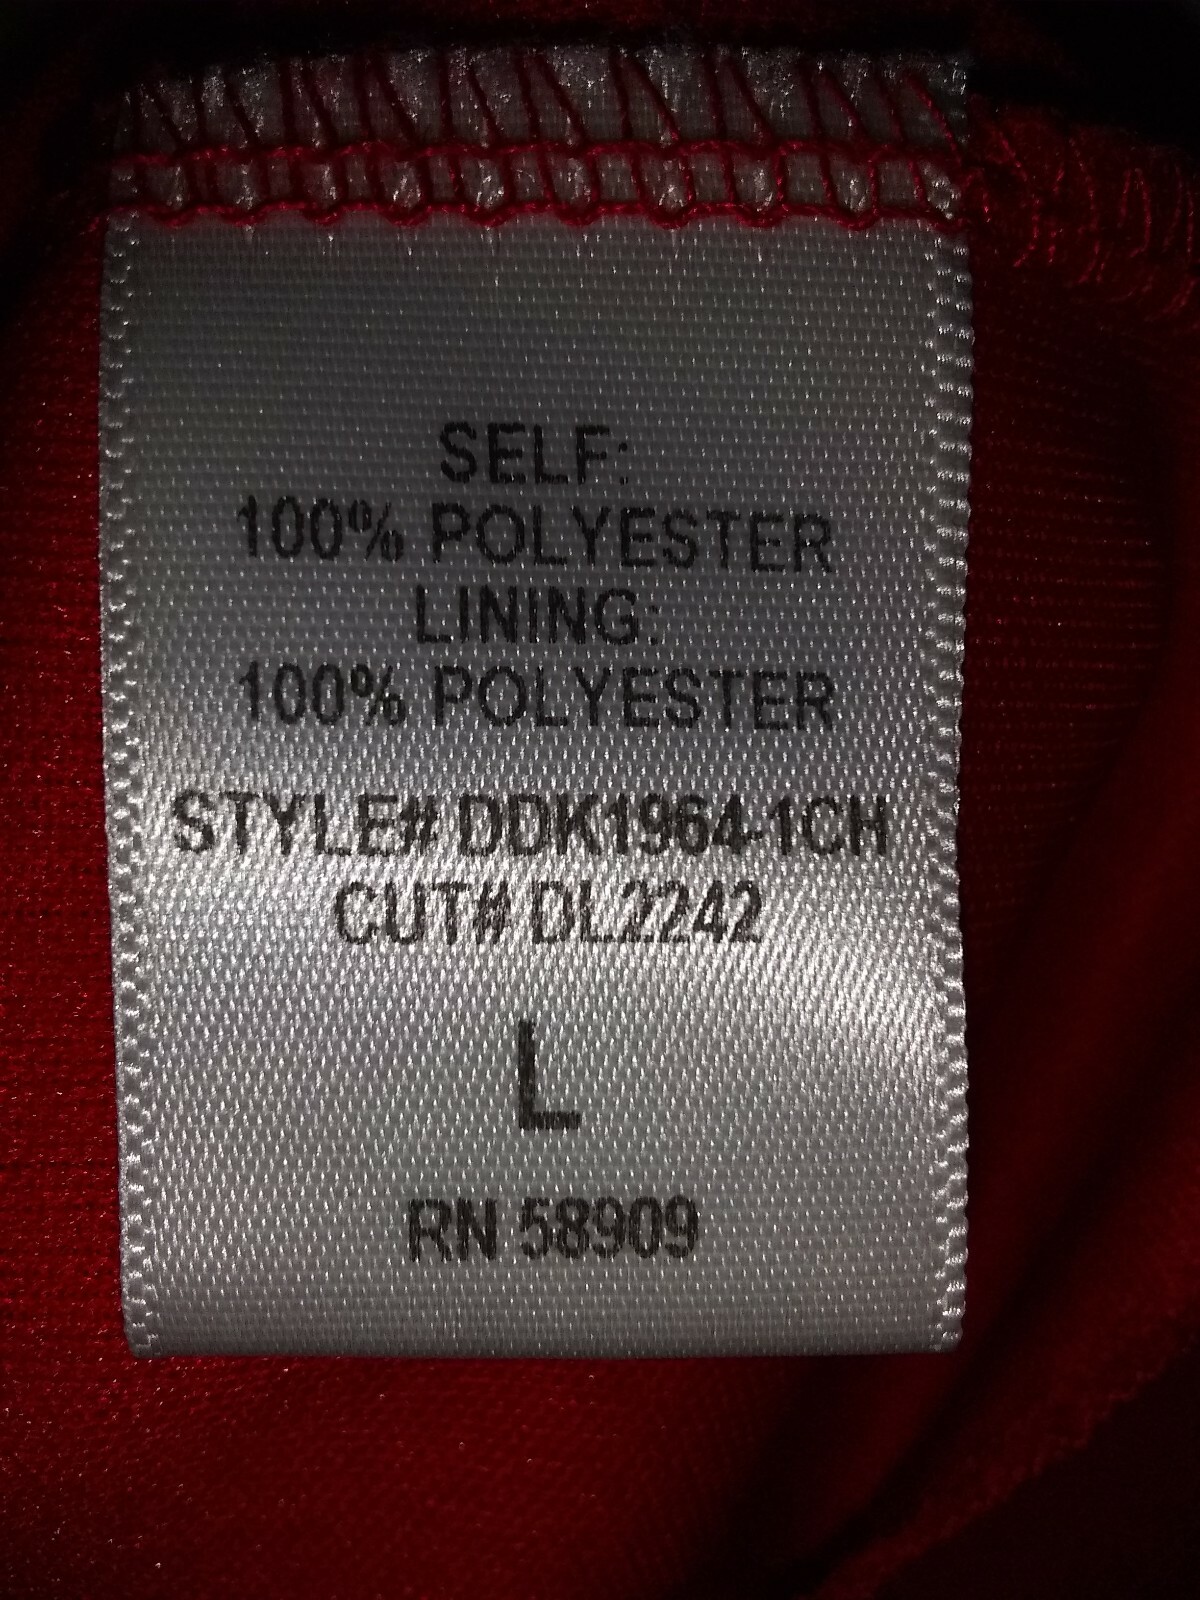 SELF:
100% POLYESTER
LINING:
100% POLYESTER
STYLE# DDK1964-1CH
CUT# DL2242
L
RN 58909